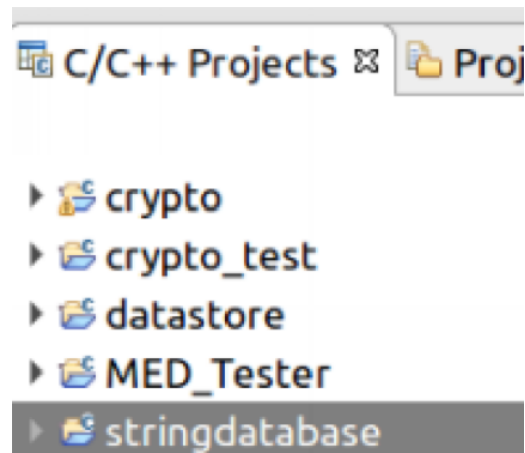 C/C++ Projects Proj
crypto
crypto_test
datastore
MED_Tester
stringdatabase